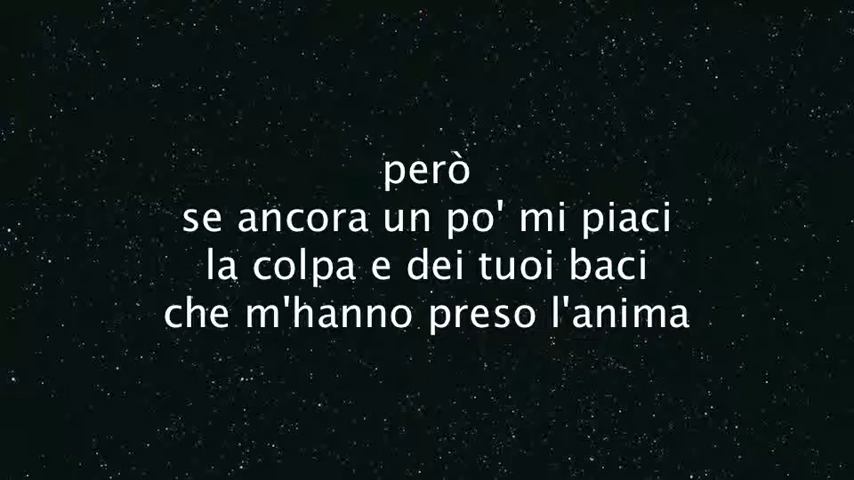 però
se ancora un po' mi piaci
la colpa e dei tuoi baci
che m'hanno preso l'anima